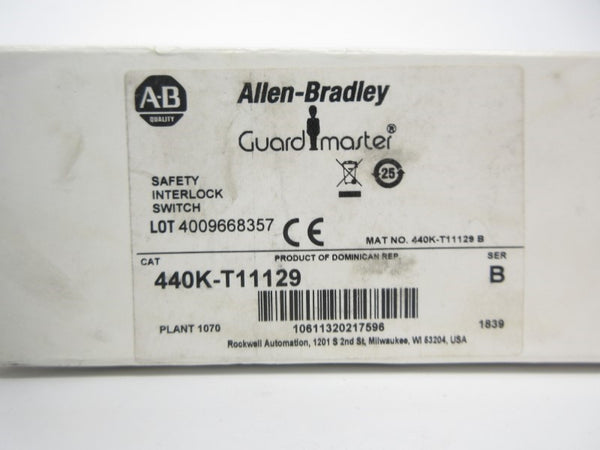 A-B
QUALITY
Allen-Bradley
Guardmaster®
25
SAFETY
INTERLOCK
SWITCH
LOT 4009668357
CE
MAT NO. 440K-T11129 B
CAT
PRODUCT OF DOMINICAN REP
SER
440K-T11129
B
PLANT 1070
10611320217596
1839
Rockwell Automation, 1201 S 2nd St, Milwaukee, WI 53204, USA